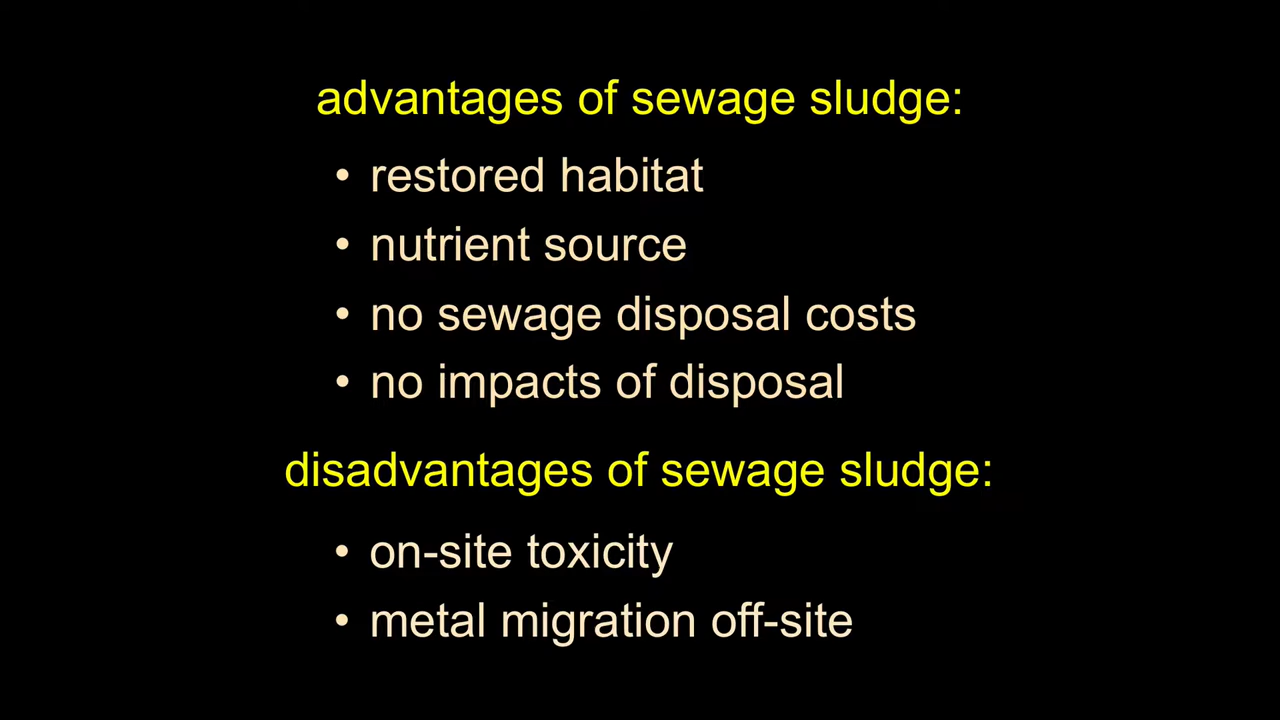 advantages of sewage sludge:
• restored habitat
• nutrient source
• no sewage disposal costs
• no impacts of disposal
disadvantages of sewage sludge:
• on-site toxicity
• metal migration off-site